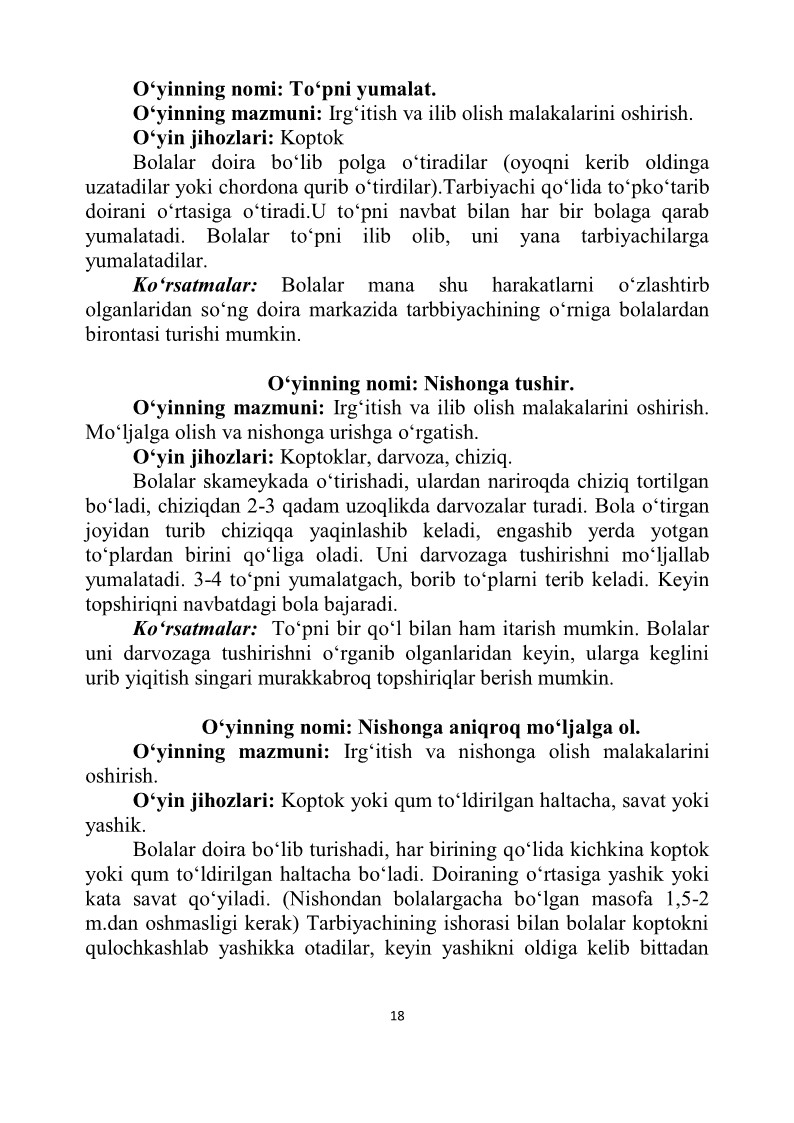 O‘yinning nomi: To‘pni yumalat.
O‘yinning mazmuni: Irg‘itish va ilib olish malakalarini oshirish.
O‘yin jihozlari: Koptok
Bolalar doira bo‘lib polga o‘tiradilar (oyoqni kerib oldinga
uzatadilar yoki chordona qurib o‘tirdilar).Tarbiyachi qo‘lida to‘pko‘tarib
doirani o‘rtasiga o‘tiradi.U to‘pni navbat bilan har bir bolaga qarab
yumalatadi. Bolalar to‘pni ilib olib, uni yana tarbiyachilarga
yumalatadilar.
Ko‘rsatmalar: Bolalar mana shu harakatlarni o‘zlashtirb
olganlaridan so‘ng doira markazida tarbbiyachining o‘rniga bolalardan
birontasi turishi mumkin.
O‘yinning nomi: Nishonga tushir.
O‘yinning mazmuni: Irg‘itish va ilib olish malakalarini oshirish.
Mo‘ljalga olish va nishonga urishga o‘rgatish.
O‘yin jihozlari: Koptoklar, darvoza, chiziq.
Bolalar skameykada o‘tirishadi, ulardan nariroqda chiziq tortilgan
bo‘ladi, chiziqdan 2-3 qadam uzoqlikda darvozalar turadi. Bola o‘tirgan
joyidan turib chiziqqa yaqinlashib keladi, engashib yerda yotgan
to‘plardan birini qo‘liga oladi. Uni darvozaga tushirishni mo‘ljallab
yumalatadi. 3-4 to‘pni yumalatgach, borib to‘plarni terib keladi. Keyin
topshiriqni navbatdagi bola bajaradi.
Ko‘rsatmalar: To‘pni bir qo‘l bilan ham itarish mumkin. Bolalar
uni darvozaga tushirishni o‘rganib olganlaridan keyin, ularga keglini
urib yiqitish singari murakkabroq topshiriqlar berish mumkin.
O‘yinning nomi: Nishonga aniqroq mo‘ljalga ol.
O‘yinning mazmuni: Irg‘itish va nishonga olish malakalarini
oshirish.
O‘yin jihozlari: Koptok yoki qum to‘ldirilgan haltacha, savat yoki
yashik.
Bolalar doira bo‘lib turishadi, har birining qo‘lida kichkina koptok
yoki qum to‘ldirilgan haltacha bo‘ladi. Doiraning o‘rtasiga yashik yoki
kata savat qo‘yiladi. (Nishondan bolalargacha bo‘lgan masofa 1,5-2
m.dan oshmasligi kerak) Tarbiyachining ishorasi bilan bolalar koptokni
qulochkashlab yashikka otadilar, keyin yashikni oldiga kelib bittadan
18